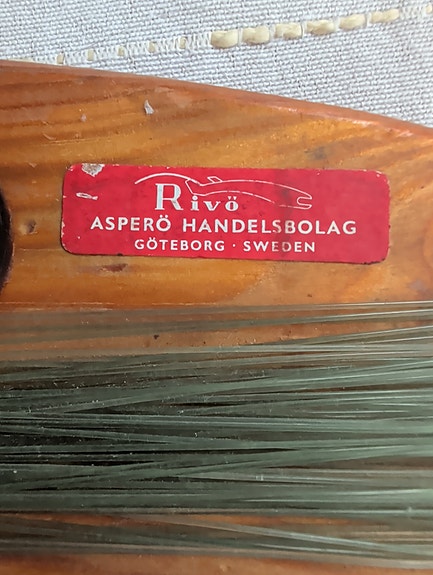 Rivö
ASPERÖ HANDELSBOLAG
GÖTEBORG · SWEDEN